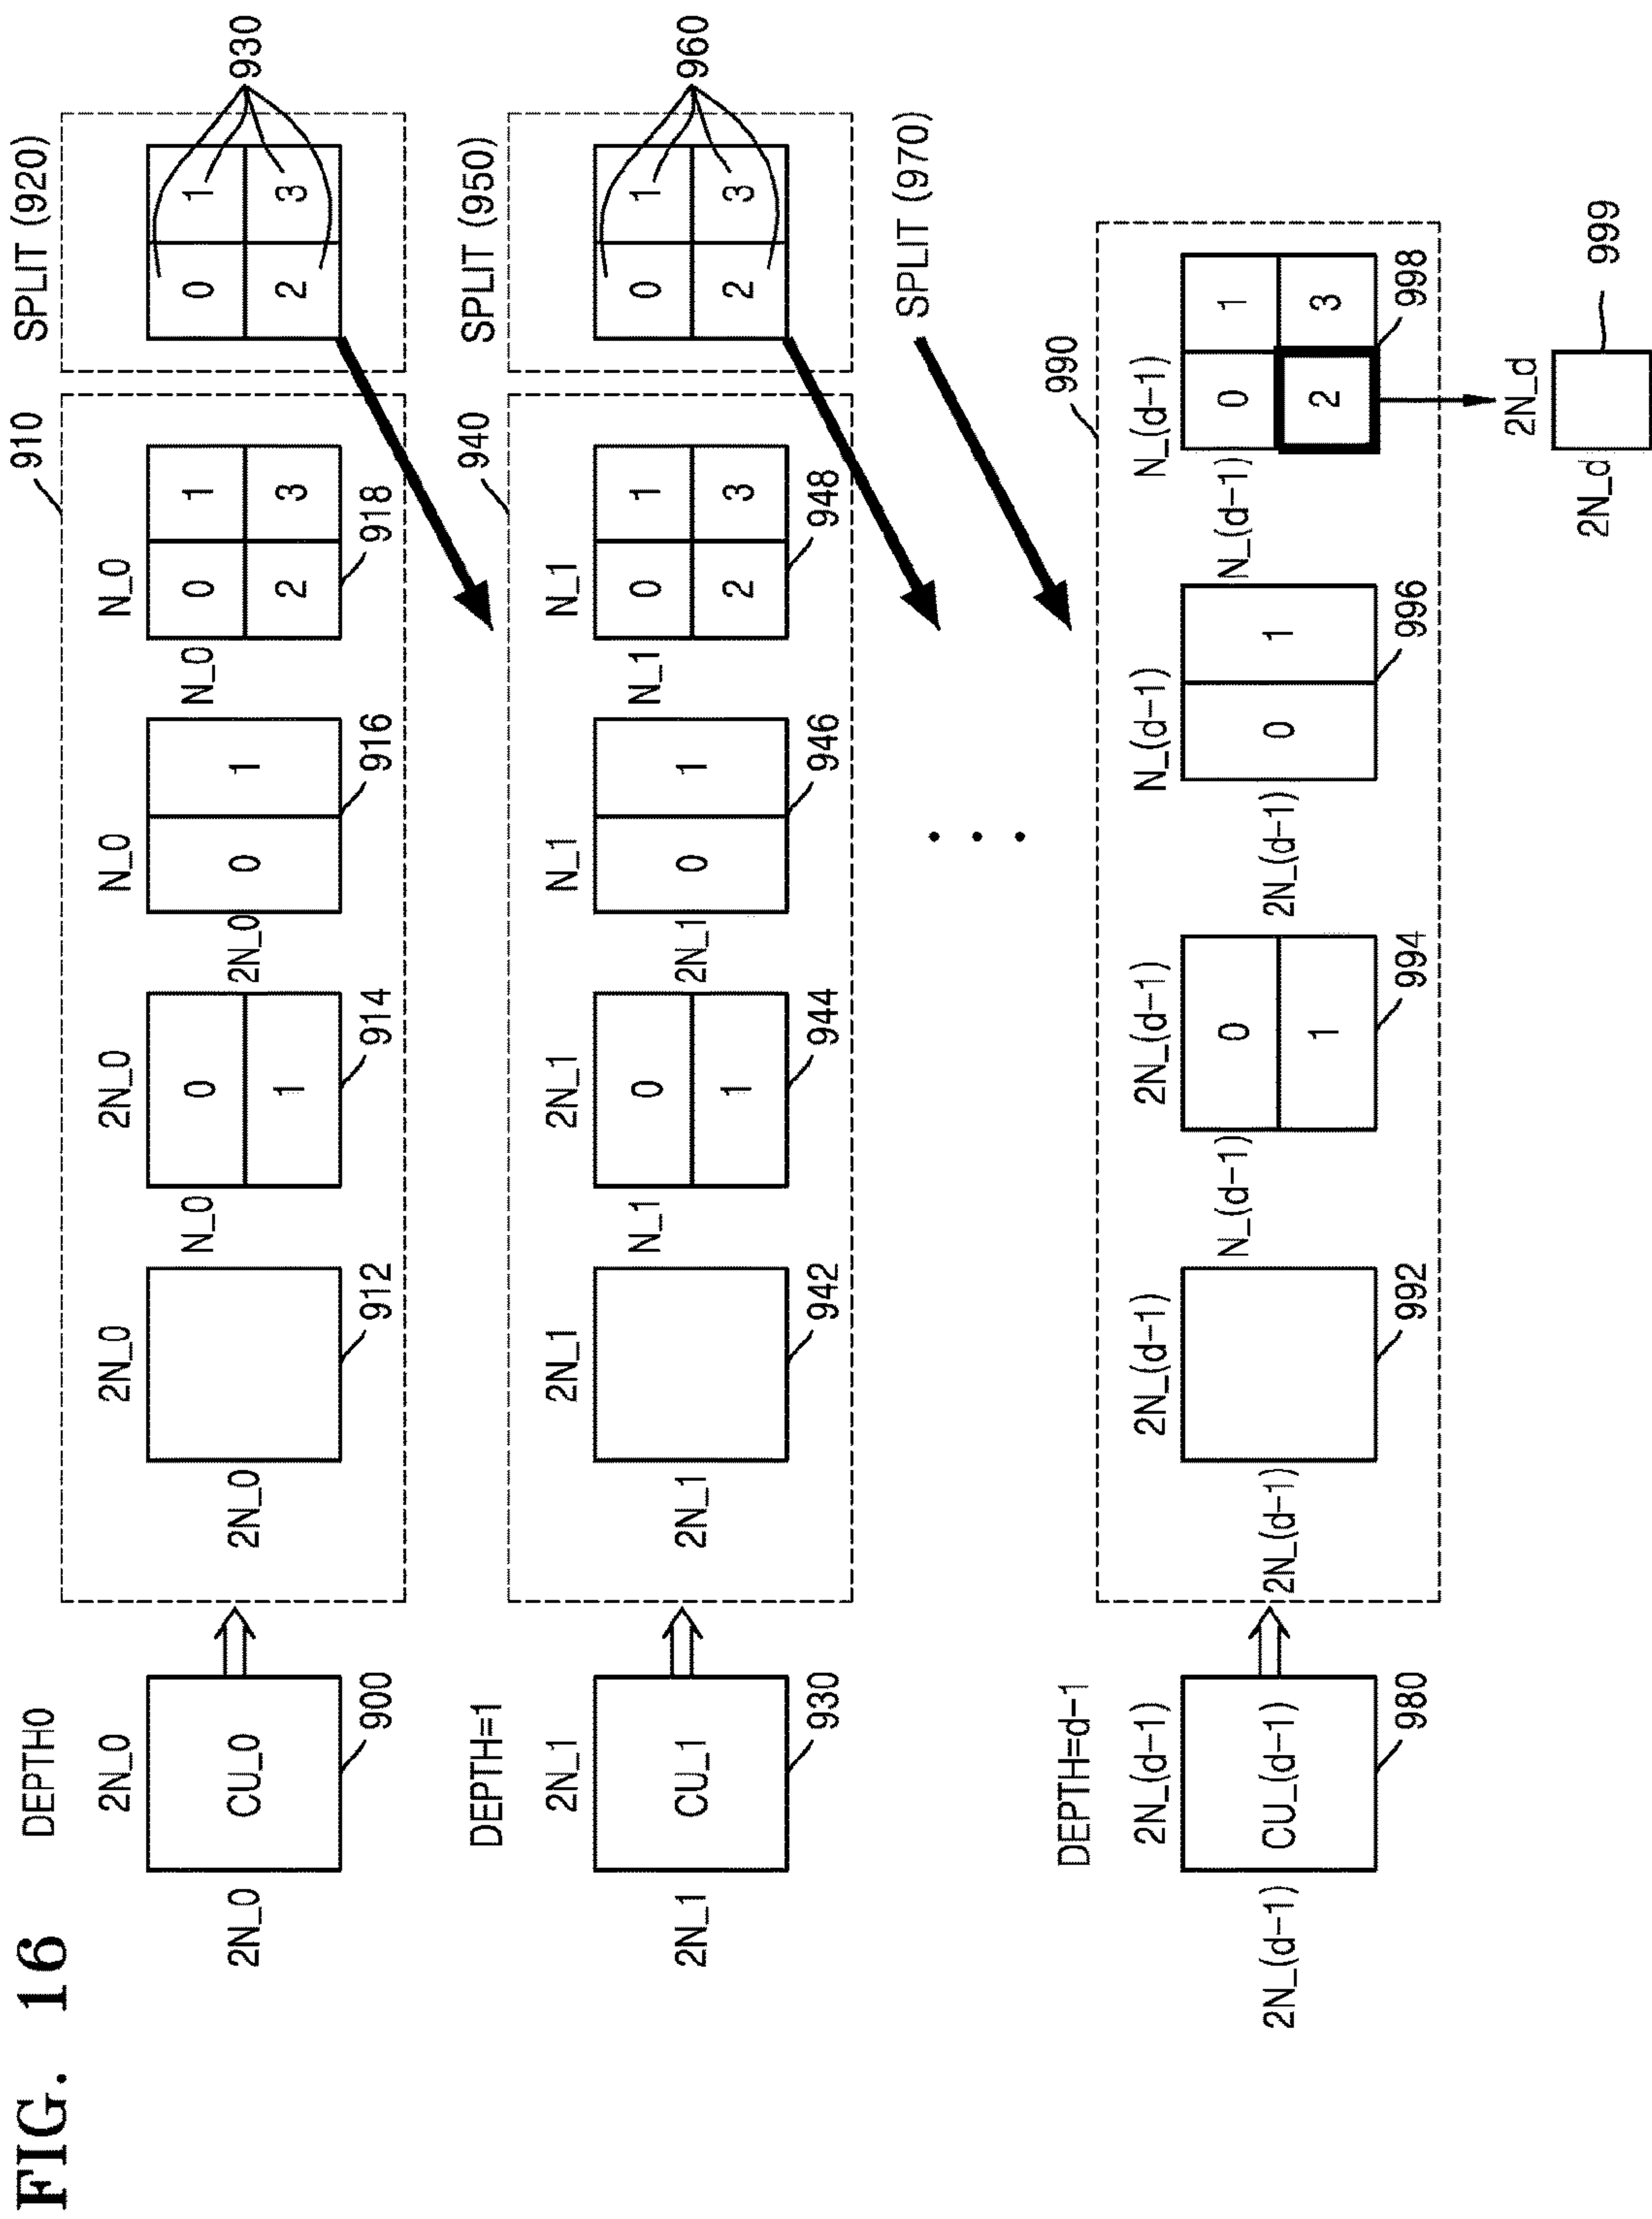 FIG. 16
DEPTH0
2N_0
2N_0
CU_0
900
910
2N_0
2N_0
912
2N_0
N_0
0
1
914
N_0
2N_0
0
1
916
N_0
N_0
0
1
2
3
918
SPLIT (920)
0
1
2
3
930
DEPTH=1
2N_1
2N_1
CU_1
930
940
2N_1
2N_1
942
2N_1
N_1
0
1
944
N_1
2N_1
0
1
946
N_1
N_1
0
1
2
3
948
SPLIT (950)
0
1
2
3
960
SPLIT (970)
DEPTH=d-1
2N_(d-1)
2N_(d-1)
CU_(d-1)
980
990
2N_(d-1)
2N_(d-1)
992
2N_(d-1)
N_(d-1)
0
1
994
N_(d-1)
2N_(d-1)
0
1
996
N_(d-1)
N_(d-1)
0
1
2
3
998
2N_d
2N_d
999